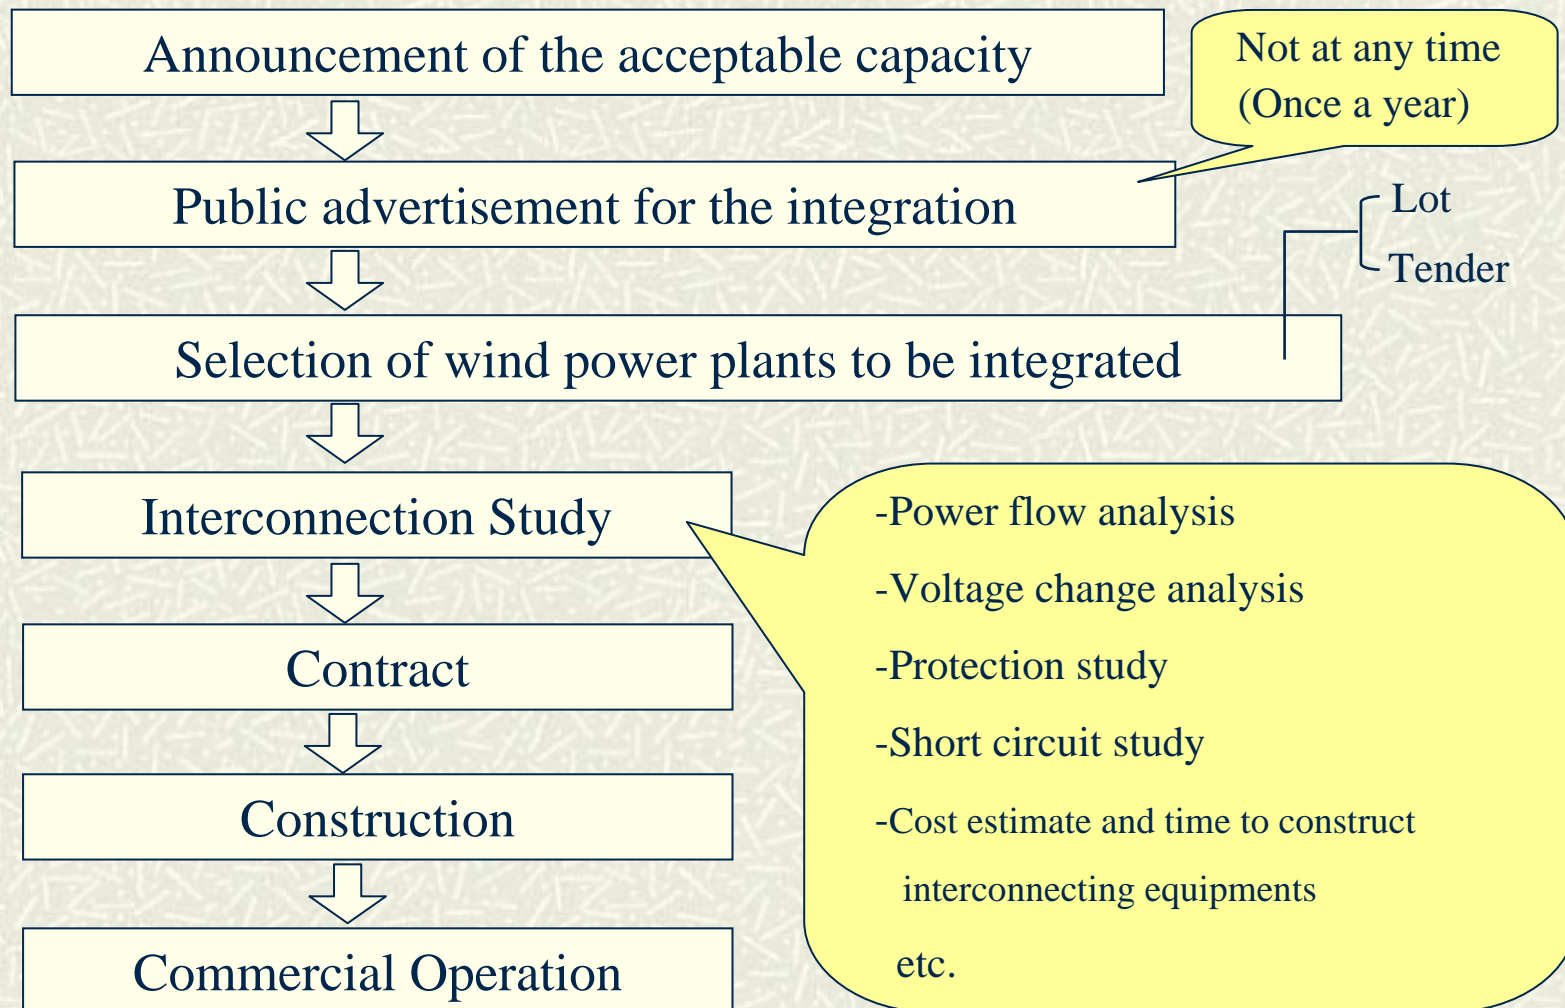 Announcement of the acceptable capacity
Not at any time
(Once a year)
Public advertisement for the integration
Lot
Tender
Selection of wind power plants to be integrated
Interconnection Study
-Power flow analysis
-Voltage change analysis
-Protection study
-Short circuit study
-Cost estimate and time to construct
interconnecting equipments
etc.
Contract
Construction
Commercial Operation